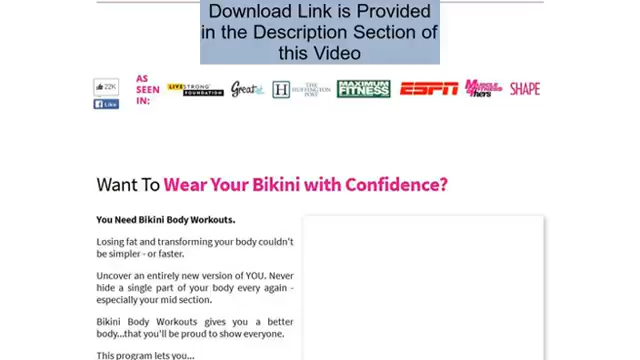 Download Link is Provided
in the Description Section of
this Video
22K
Like
AS
SEEN
IN:
LIVESTRONG
FOUNDATION
Greatist
H THE
HUFFINGTON
POST
MAXIMUM
FITNESS
ESPN
MUSCLE
&FITNESS
hers
SHAPE
Want To Wear Your Bikini with Confidence?
You Need Bikini Body Workouts.
Losing fat and transforming your body couldn't
be simpler - or faster.
Uncover an entirely new version of YOU. Never
hide a single part of your body every again -
especially your mid section.
Bikini Body Workouts gives you a better
body...that you'll be proud to show everyone.
This program lets you...